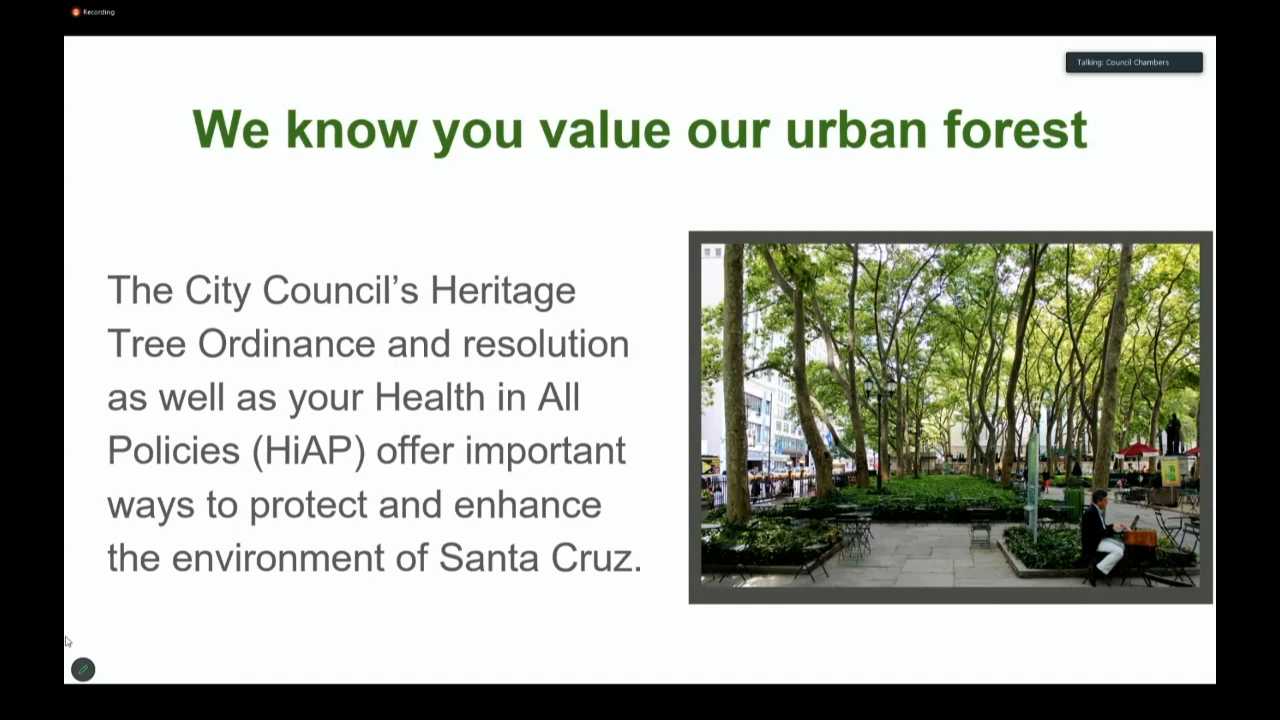 Recording
Talking: Council Chambers
We know you value our urban forest
The City Council’s Heritage
Tree Ordinance and resolution
as well as your Health in All
Policies (HiAP) offer important
ways to protect and enhance
the environment of Santa Cruz.